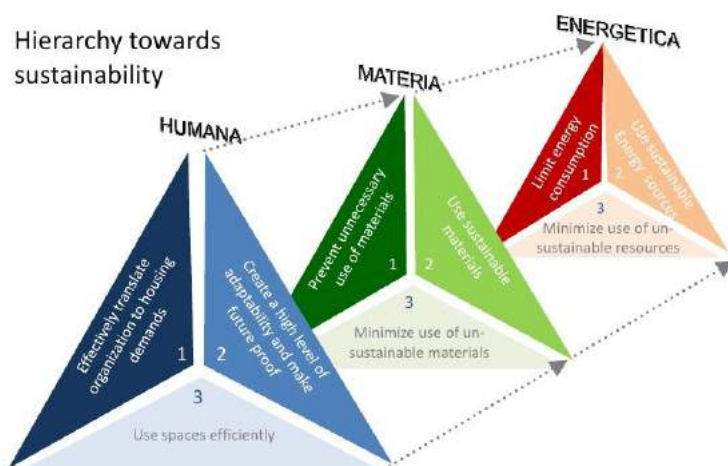 Hierarchy towards
sustainability
HUMANA
Effectively translate
organization to housing
demands
1
Create a high level of
adaptability and make
future proof
2
3
Use spaces efficiently
MATERIA
Prevent unnecessary
use of materials
1
Use sustainable
materials
2
3
Minimize use of un-
sustainable materials
ENERGETICA
Limit energy
consumption
1
Use sustainable
Energy sources
2
3
Minimize use of un-
sustainable resources